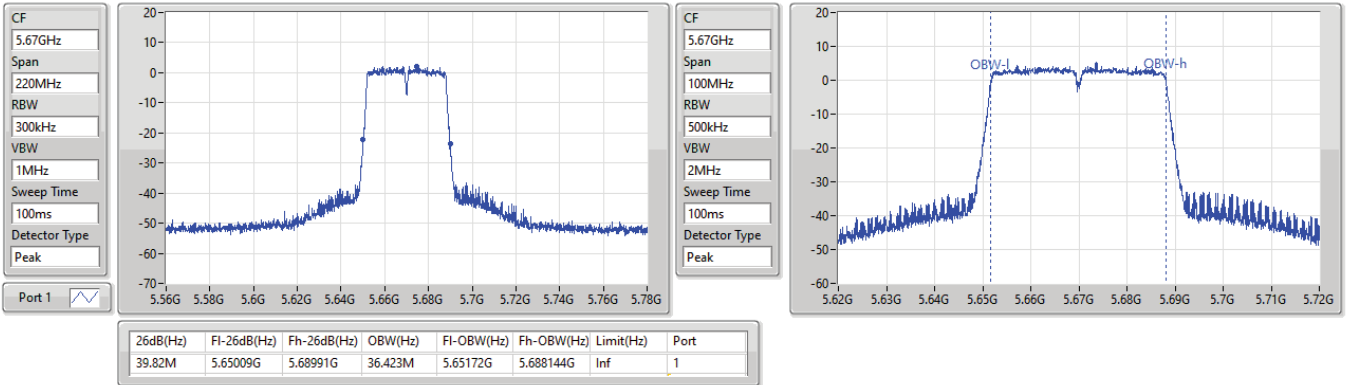 CF
5.67GHz
Span
220MHz
RBW
300kHz
VBW
1MHz
Sweep Time
100ms
Detector Type
Peak
Port 1
20
10
0
-10
-20
-30
-40
-50
-60
-70
5.56G 5.58G 5.6G 5.62G 5.64G 5.66G 5.68G 5.7G 5.72G 5.74G 5.76G 5.78G
CF
5.67GHz
Span
100MHz
RBW
500kHz
VBW
2MHz
Sweep Time
100ms
Detector Type
Peak
20
10
0
-10
-20
-30
-40
-50
-60
OBW-l OBW-h
5.62G 5.63G 5.64G 5.65G 5.66G 5.67G 5.68G 5.69G 5.7G 5.71G 5.72G
26dB(Hz) Fl-26dB(Hz) Fh-26dB(Hz) OBW(Hz) Fl-OBW(Hz) Fh-OBW(Hz) Limit(Hz) Port
39.82M 5.65009G 5.68991G 36.423M 5.65172G 5.688144G Inf 1